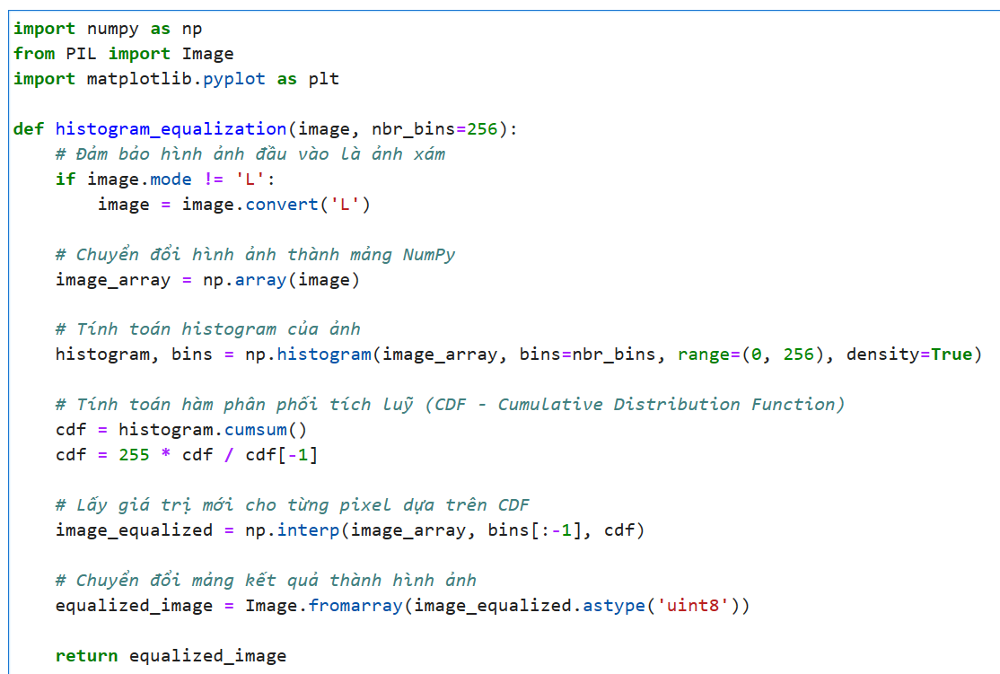 import numpy as np
from PIL import Image
import matplotlib.pyplot as plt

def histogram_equalization(image, nbr_bins=256):
    # Đảm bảo hình ảnh đầu vào là ảnh xám
    if image.mode != 'L':
        image = image.convert('L')

    # Chuyển đổi hình ảnh thành mảng NumPy
    image_array = np.array(image)

    # Tính toán histogram của ảnh
    histogram, bins = np.histogram(image_array, bins=nbr_bins, range=(0, 256), density=True)

    # Tính toán hàm phân phối tích luỹ (CDF - Cumulative Distribution Function)
    cdf = histogram.cumsum()
    cdf = 255 * cdf / cdf[-1]

    # Lấy giá trị mới cho từng pixel dựa trên CDF
    image_equalized = np.interp(image_array, bins[:-1], cdf)

    # Chuyển đổi mảng kết quả thành hình ảnh
    equalized_image = Image.fromarray(image_equalized.astype('uint8'))

    return equalized_image